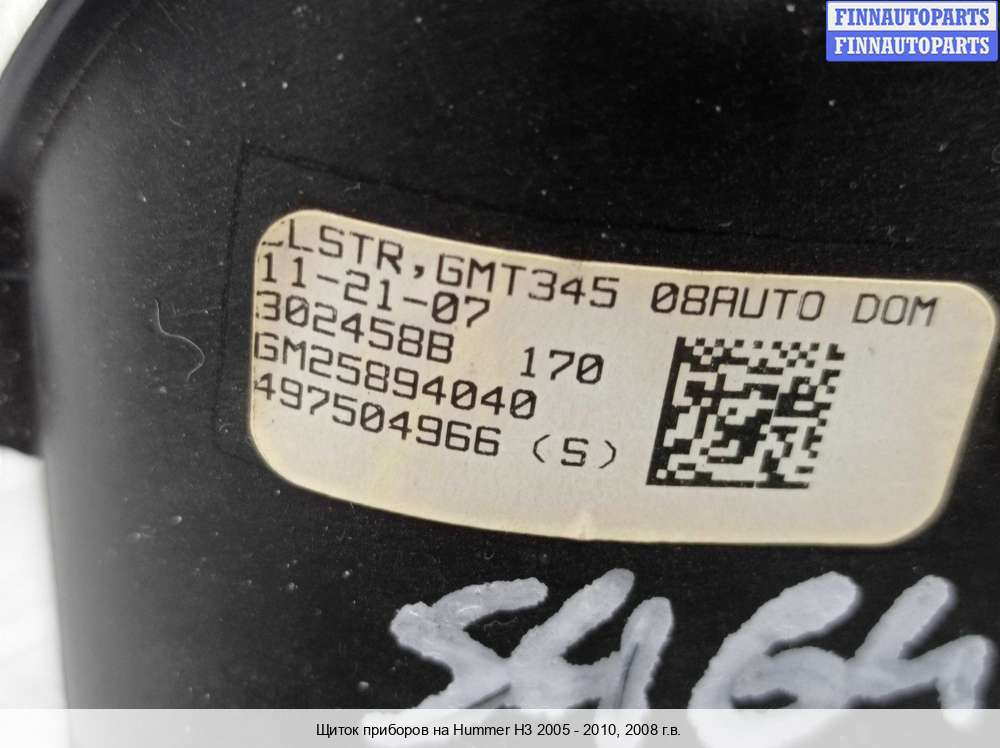 FINNAUTOPARTS
FINNAUTOPARTS
CLSTR,GMT345 08AUTO DOM
11-21-07
302458B 170
GM25894040
497504966 (S)
5464
Щиток приборов на Hummer H3 2005 - 2010, 2008 г.в.